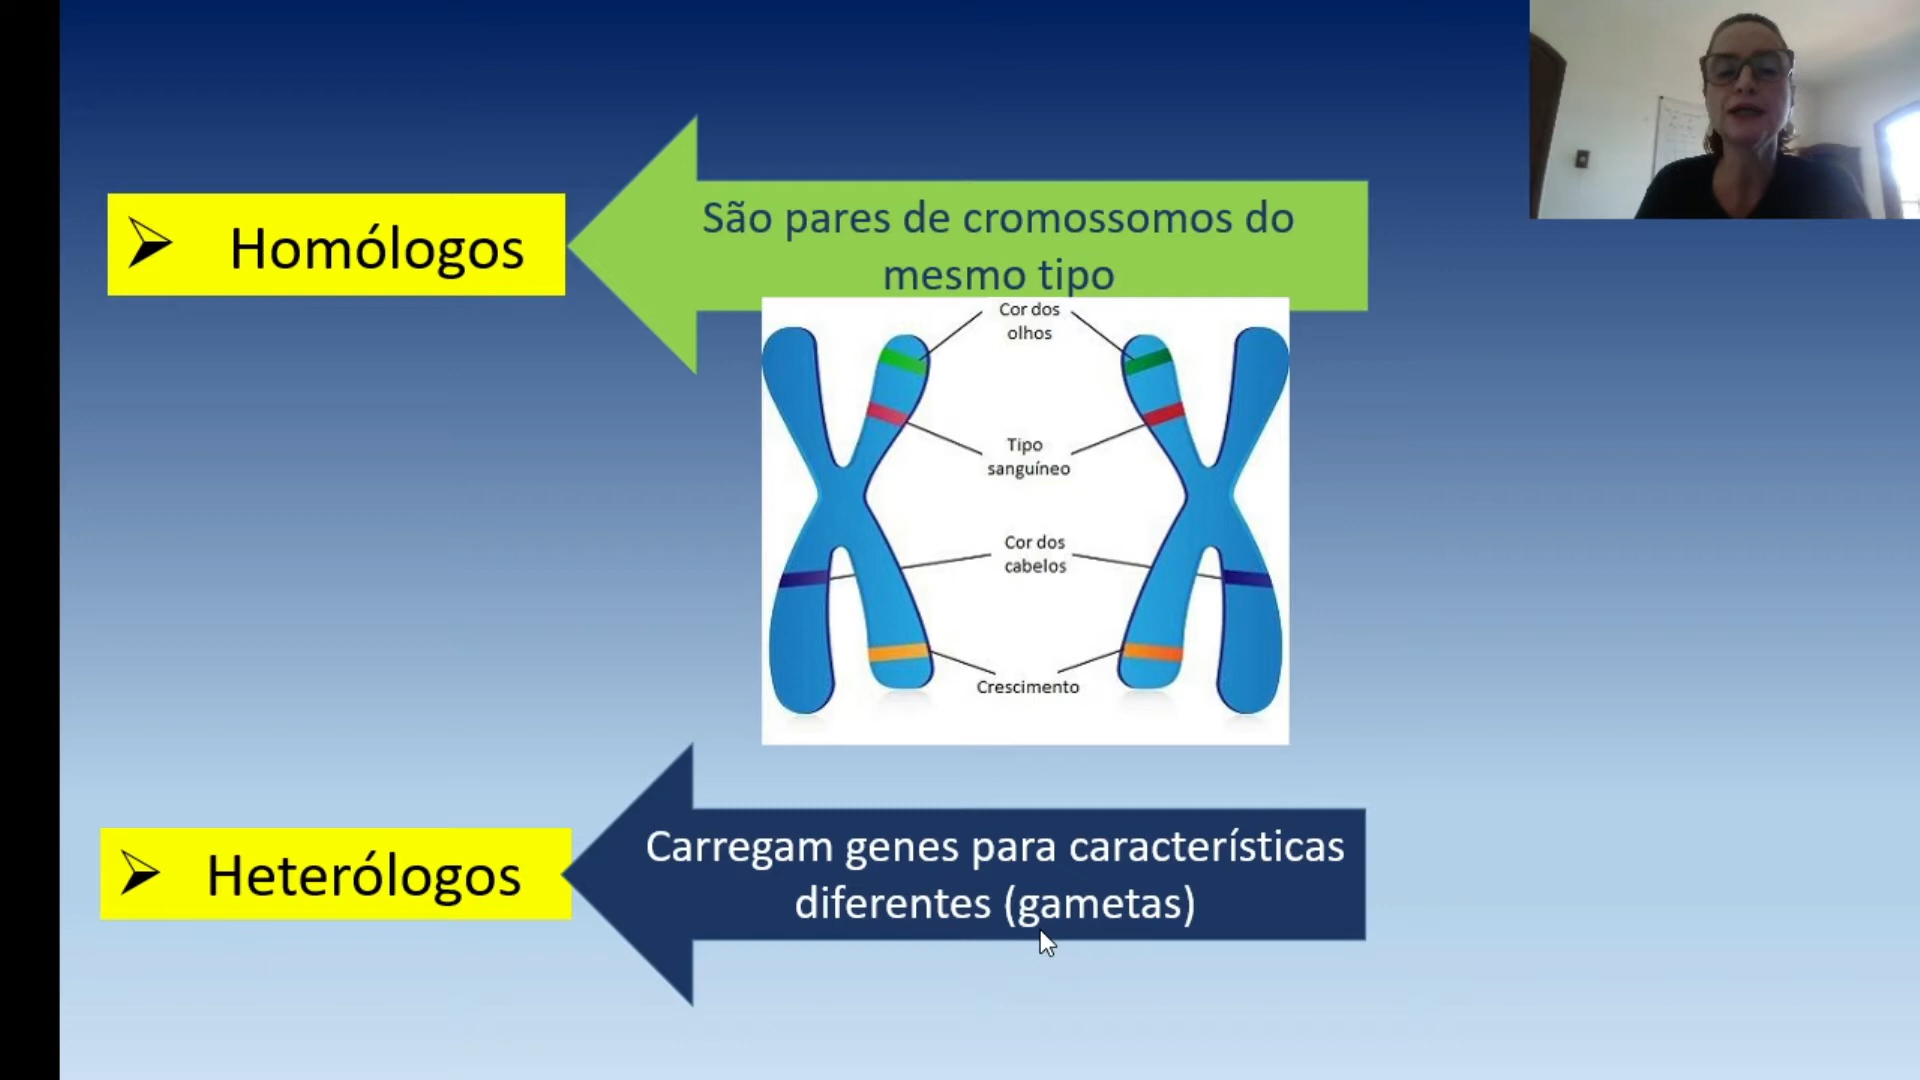 Homólogos
São pares de cromossomos do
mesmo tipo
Cor dos
olhos
Tipo
sanguíneo
Cor dos
cabelos
Crescimento
Heterólogos
Carregam genes para características
diferentes (gametas)